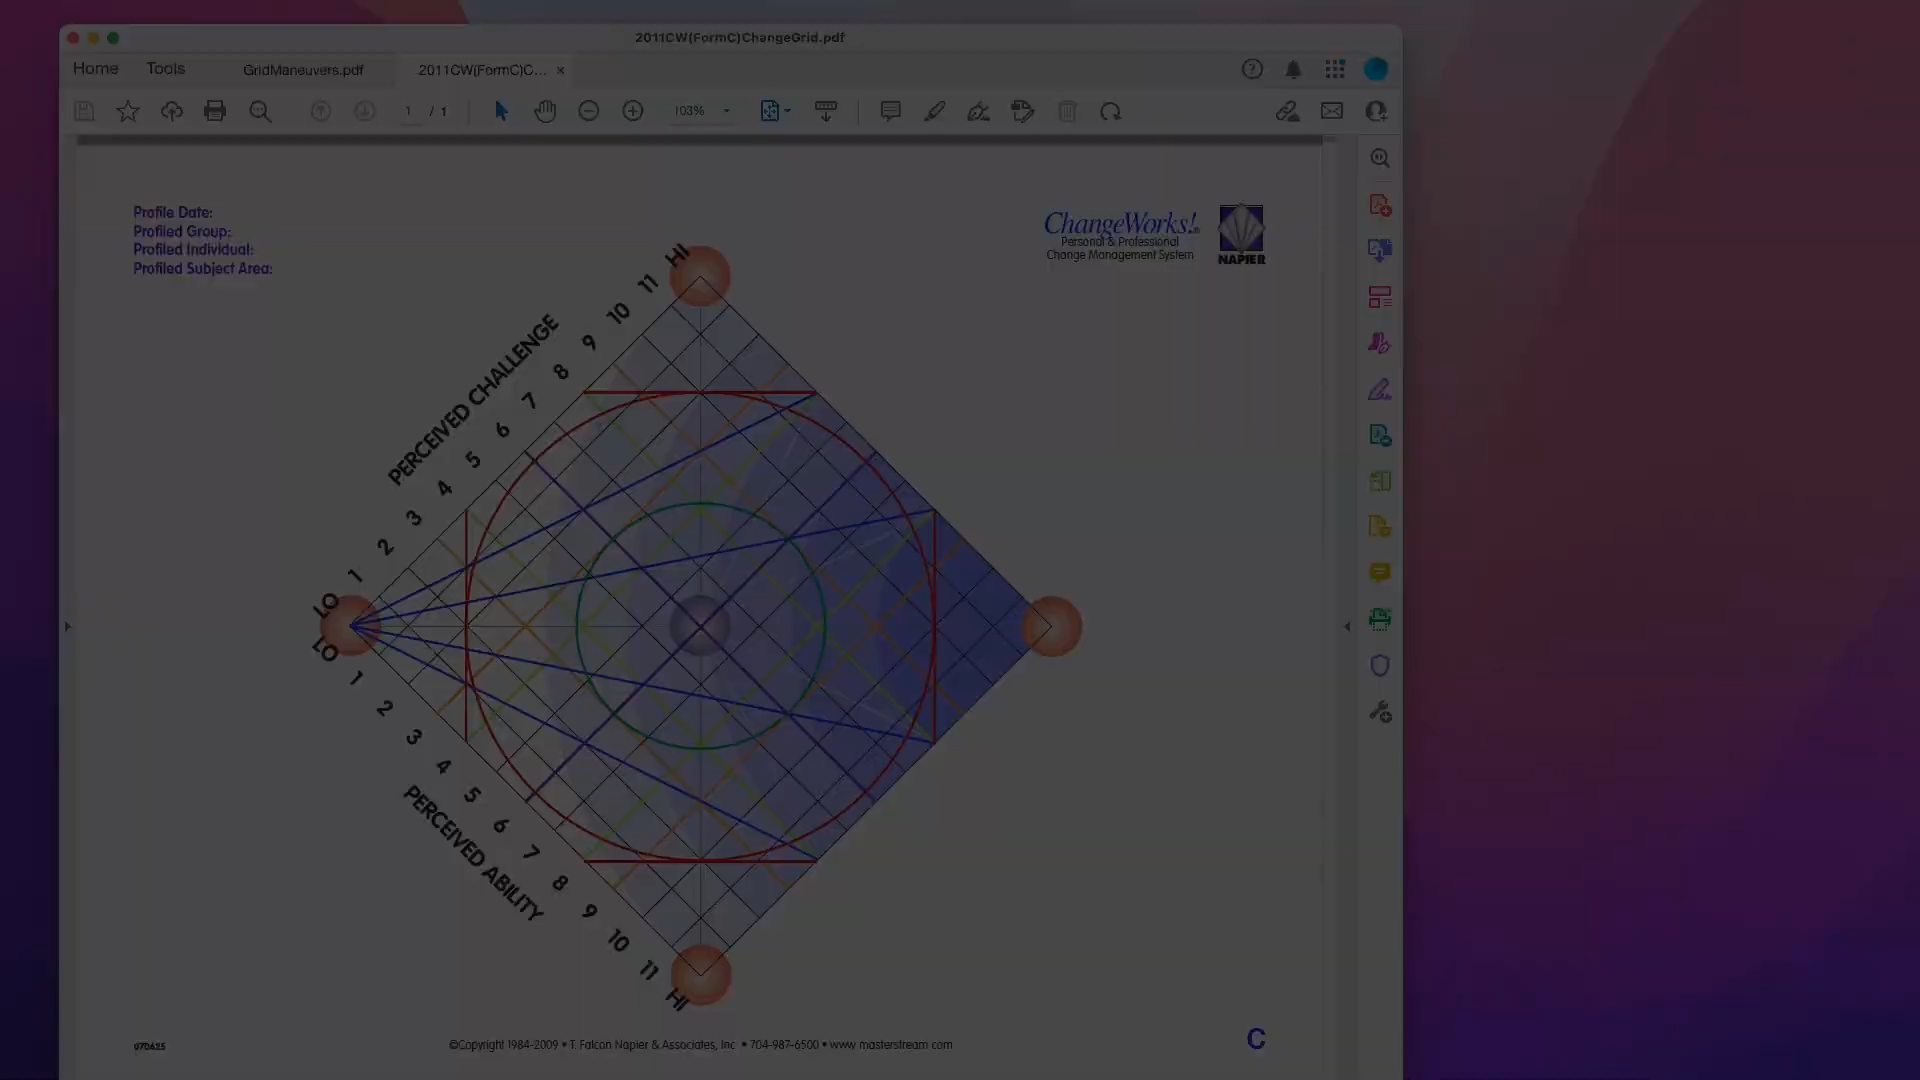 2011CW(FormC)ChangeGrid.pdf
Home
Tools
GridManeuvers.pdf
2011CW(FormC)C...
1 / 1
103%
Profile Date:
Profiled Group:
Profiled Individual:
Profiled Subject Area:
ChangeWorks!®
Personal & Professional
Change Management System
NAPIER
PERCEIVED CHALLENGE
LO 1 2 3 4 5 6 7 8 9 10 11 HI
LO 1 2 3 4 5 6 7 8 9 10 11 HI
PERCEIVED ABILITY
070625
©Copyright 1984-2009 • T. Falcon Napier & Associates, Inc. • 704-987-6500 • www.masterstream.com
C